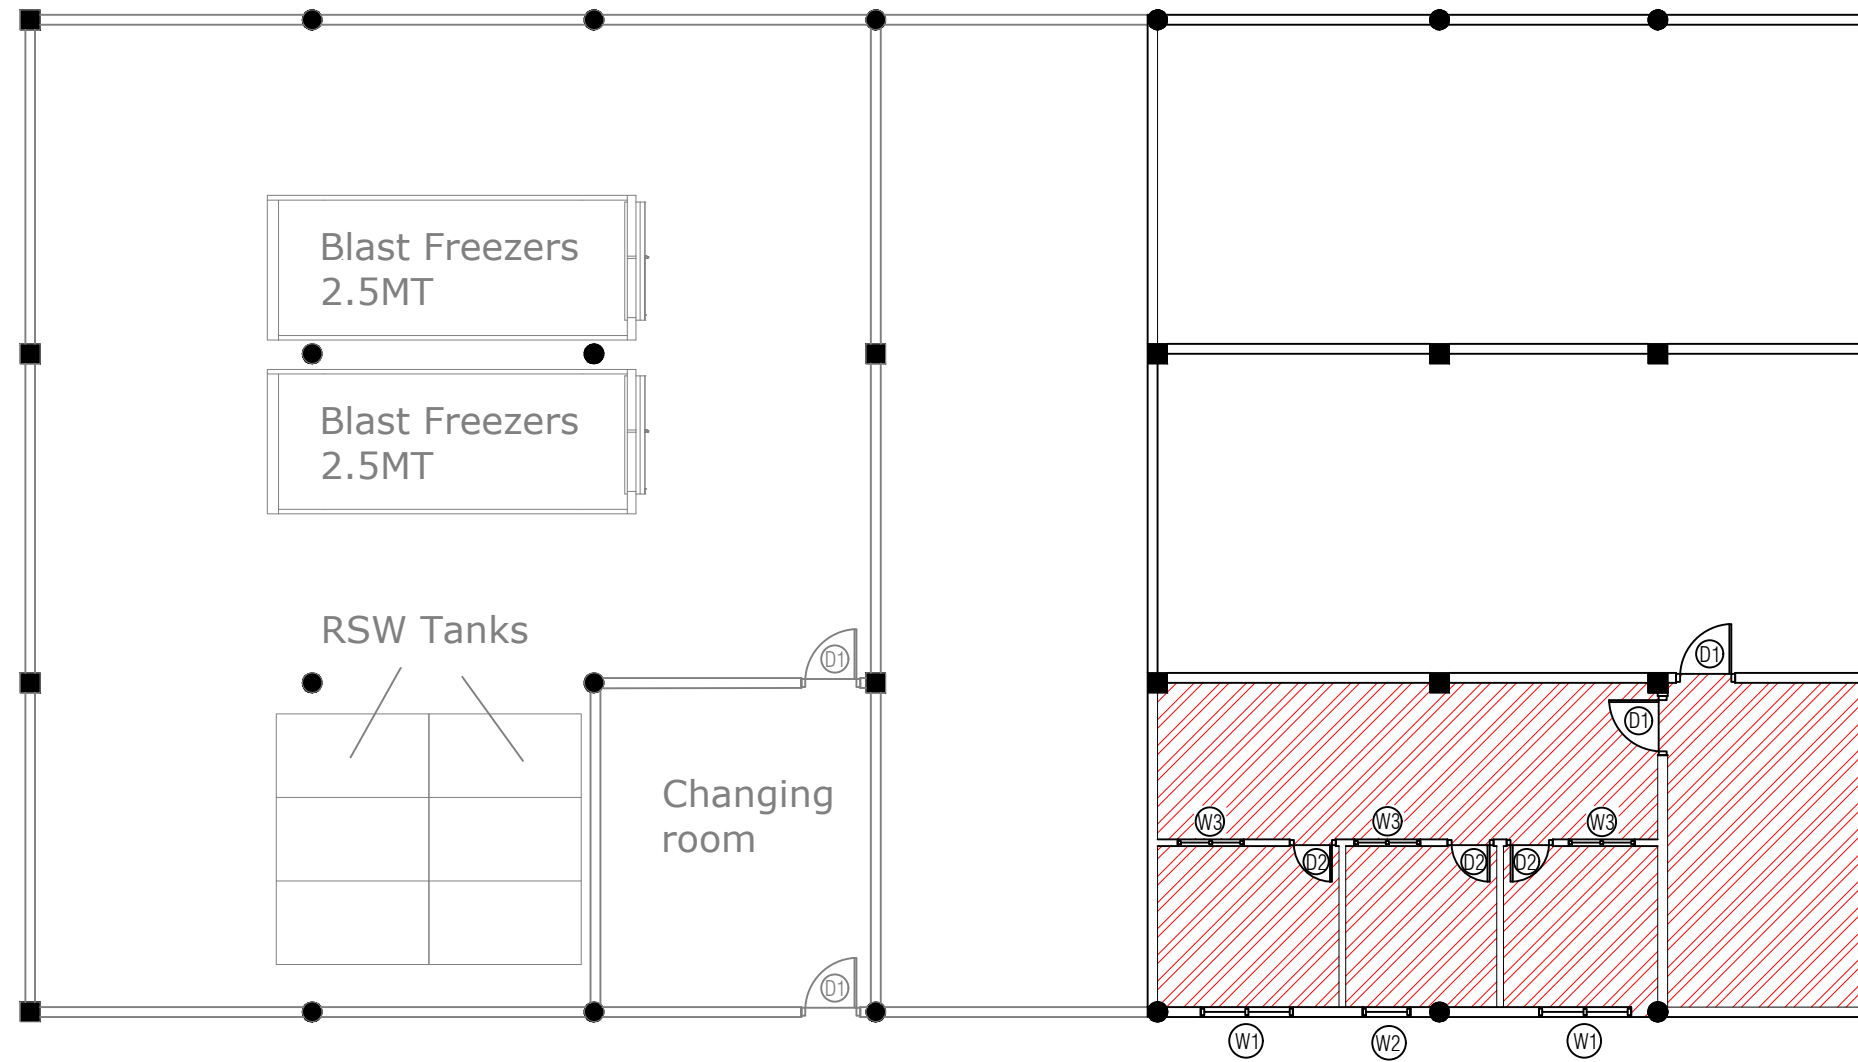 Blast Freezers
2.5MT
Blast Freezers
2.5MT
RSW Tanks
D1
D1
D1
Changing
room
W3
W3
W3
D2
D2
D2
D1
W1
W2
W1